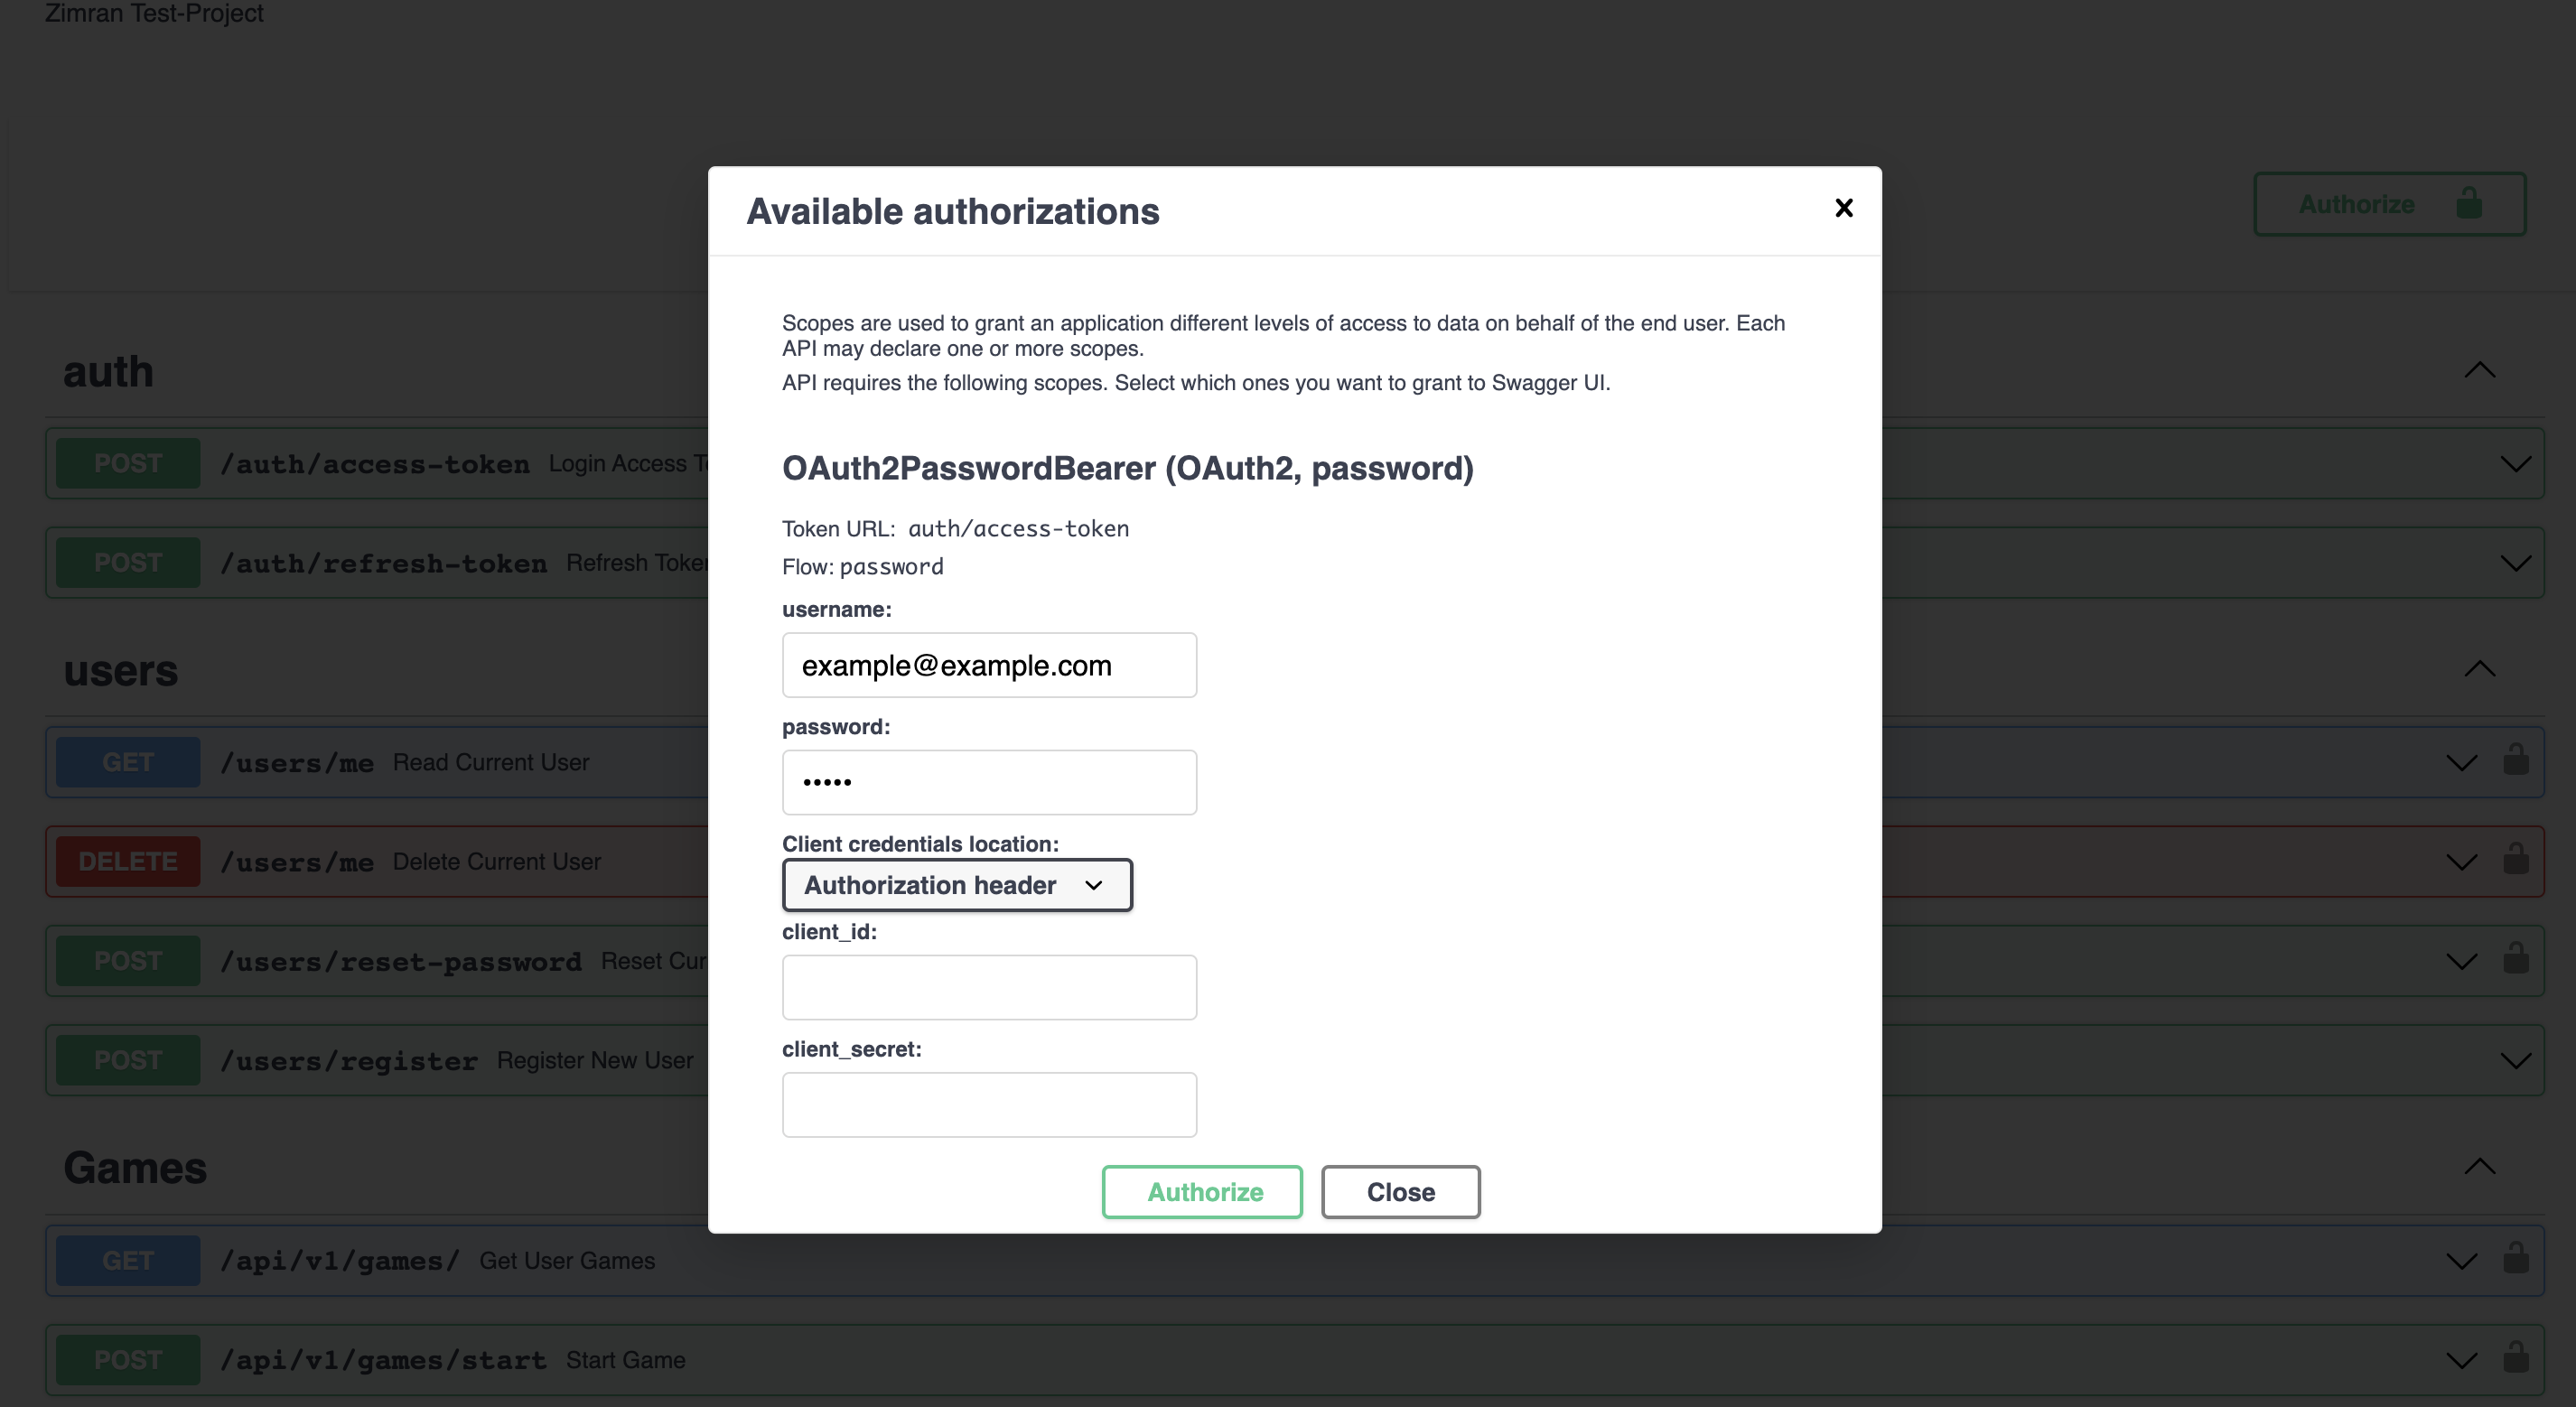 Zimran Test-Project
Authorize
Available authorizations
Scopes are used to grant an application different levels of access to data on behalf of the end user. Each
API may declare one or more scopes.
API requires the following scopes. Select which ones you want to grant to Swagger UI.
OAuth2PasswordBearer (OAuth2, password)
Token URL: auth/access-token
Flow: password
username:
example@example.com
password:
•••••
Client credentials location:
Authorization header
client_id:
client_secret:
Authorize Close
auth
POST /auth/access-token Login Access
POST /auth/refresh-token Refresh
users
GET /users/me Read Current User
DELETE /users/me Delete Current User
POST /users/reset-password Reset
POST /users/register Register New User
Games
GET /api/v1/games/ Get User Games
POST /api/v1/games/start Start Game